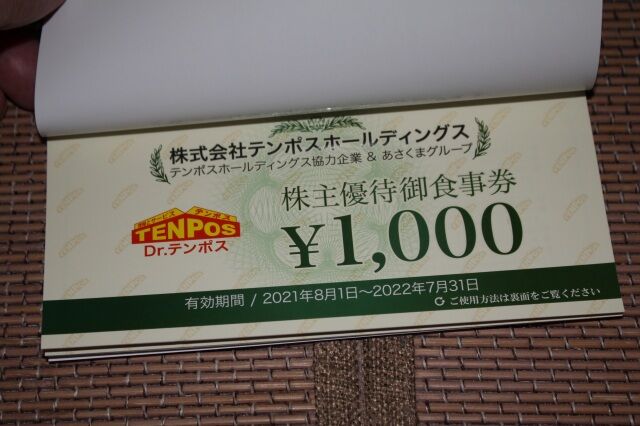 株式会社テンポスホールディングス
テンポスホールディングス協力企業 & あさくまグループ
株主優待御食事券
¥1,000
テンポス
TENPOS
Dr.テンポス
有効期間 / 2021年8月1日〜2022年7月31日
ご使用方法は裏面をご覧ください